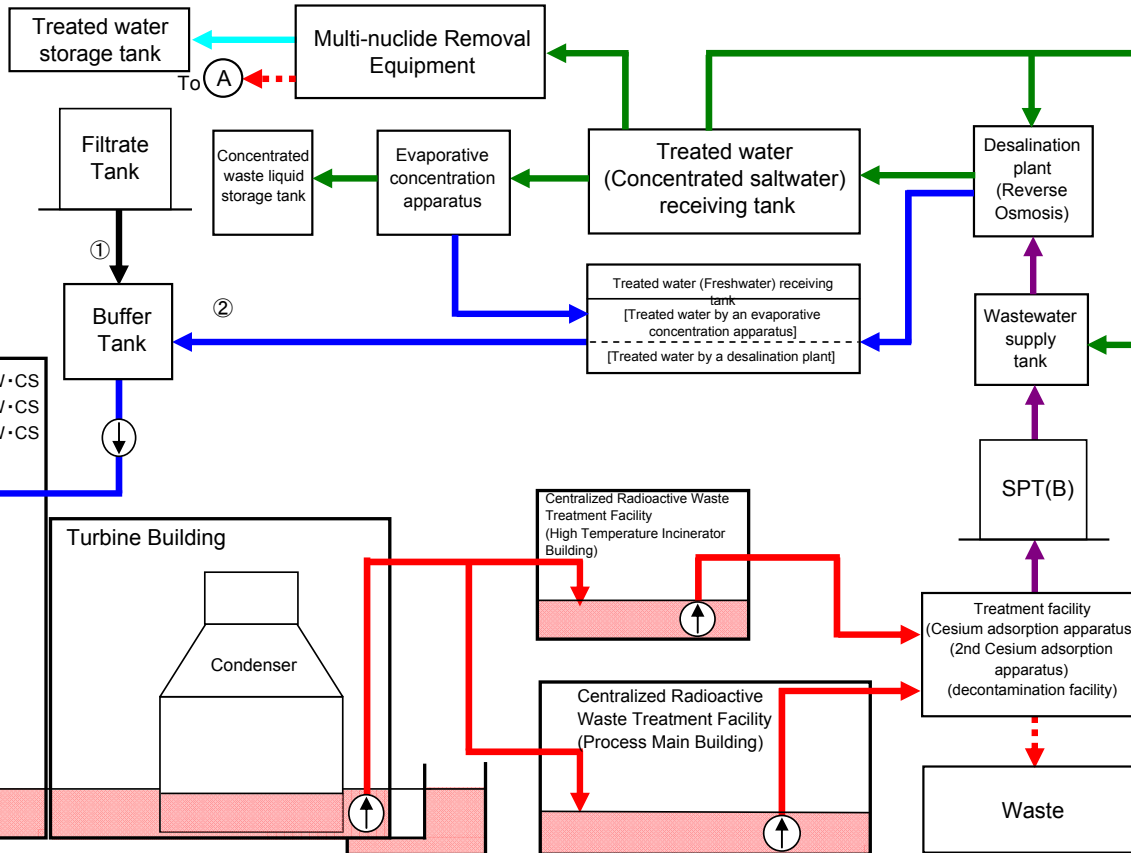 Treated water
storage tank
Multi-nuclide Removal
Equipment
To
A
Filtrate
Tank
Concentrated
waste liquid
storage tank
Evaporative
concentration
apparatus
Treated water
(Concentrated saltwater)
receiving tank
Desalination
plant
(Reverse
Osmosis)
①
②
Buffer
Tank
Treated water (Freshwater) receiving
tank
[Treated water by an evaporative
concentration apparatus]
[Treated water by a desalination plant]
Wastewater
supply
tank
・CS
・CS
・CS
SPT(B)
Turbine Building
Condenser
Centralized Radioactive Waste
Treatment Facility
(High Temperature Incinerator
Building)
Centralized Radioactive
Waste Treatment Facility
(Process Main Building)
Treatment facility
(Cesium adsorption apparatus
(2nd Cesium adsorption
apparatus)
(decontamination facility)
Waste